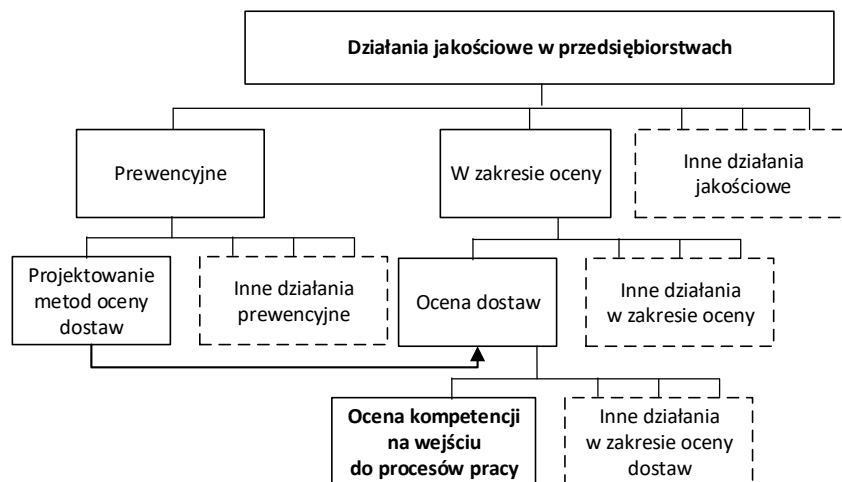 Działania jakościowe w przedsiębiorstwach
Prewencyjne
W zakresie oceny
Inne działania
jakościowe
Projektowanie
metod oceny
dostaw
Inne działania
prewencyjne
Ocena dostaw
Inne działania
w zakresie oceny
Ocena kompetencji
na wejściu
do procesów pracy
Inne działania
w zakresie oceny
dostaw